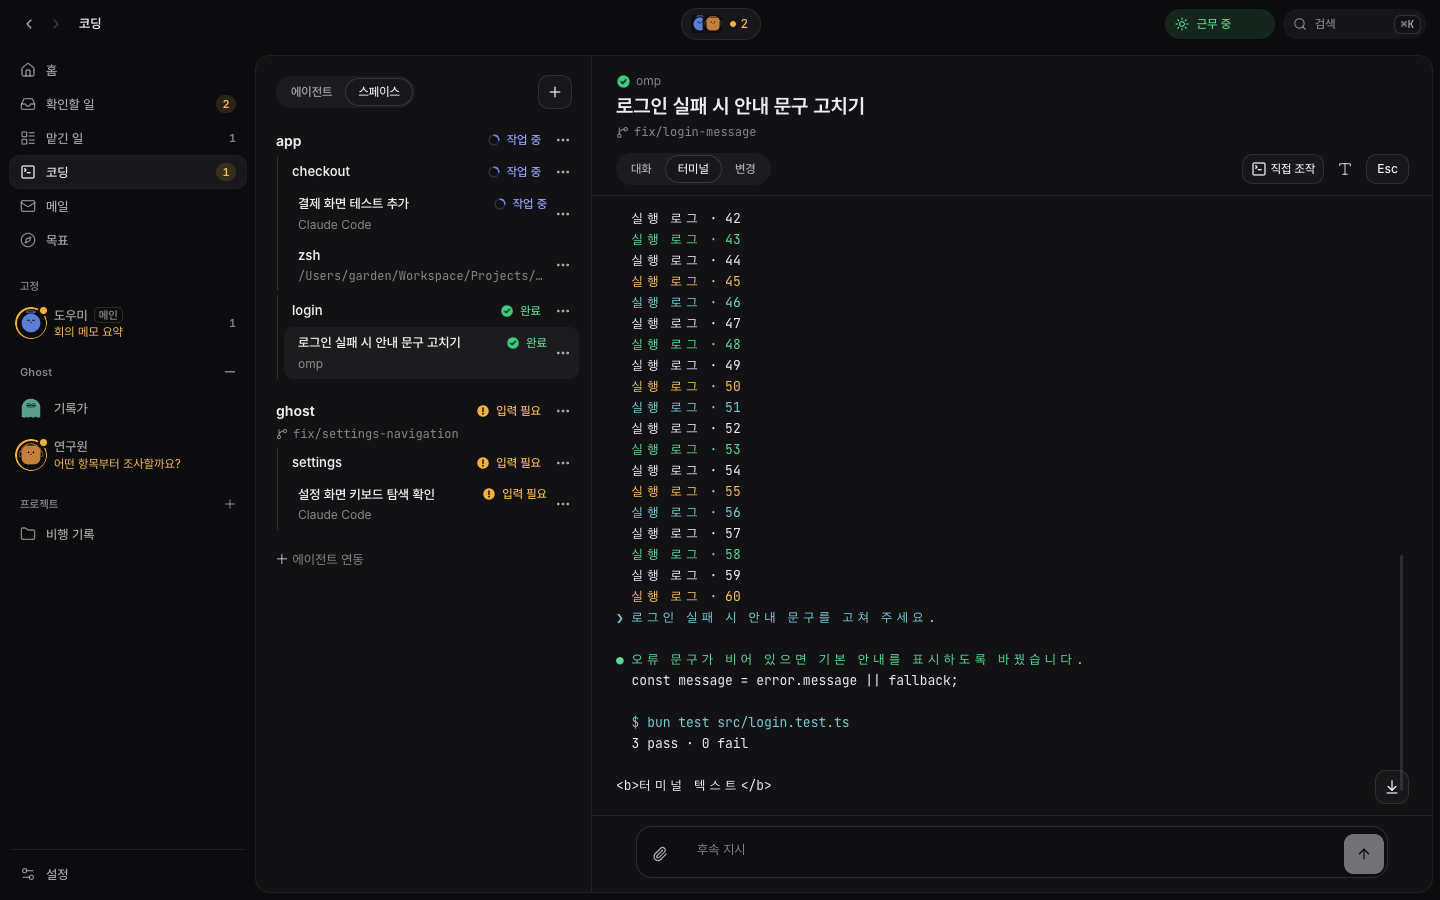 코딩
2
근무 중
검색
⌘K
홈
확인할 일
2
맡긴 일
1
코딩
1
메일
목표
고정
도우미 메인
회의 메모 요약
1
Ghost
기록가
연구원
어떤 항목부터 조사할까요?
프로젝트
비행 기록
설정
에이전트
스페이스
app
작업 중
checkout
작업 중
결제 화면 테스트 추가
작업 중
Claude Code
zsh
/Users/garden/Workspace/Projects/…
login
완료
로그인 실패 시 안내 문구 고치기
완료
omp
ghost
입력 필요
fix/settings-navigation
settings
입력 필요
설정 화면 키보드 탐색 확인
입력 필요
Claude Code
에이전트 연동
omp
로그인 실패 시 안내 문구 고치기
fix/login-message
대화
터미널
변경
직접 조작
Esc
실행 로그 · 42
실행 로그 · 43
실행 로그 · 44
실행 로그 · 45
실행 로그 · 46
실행 로그 · 47
실행 로그 · 48
실행 로그 · 49
실행 로그 · 50
실행 로그 · 51
실행 로그 · 52
실행 로그 · 53
실행 로그 · 54
실행 로그 · 55
실행 로그 · 56
실행 로그 · 57
실행 로그 · 58
실행 로그 · 59
실행 로그 · 60
❯ 로그인 실패 시 안내 문구를 고쳐 주세요.
● 오류 문구가 비어 있으면 기본 안내를 표시하도록 바꿨습니다.
const message = error.message || fallback;
$ bun test src/login.test.ts
3 pass · 0 fail
<b>터미널 텍스트</b>
후속 지시